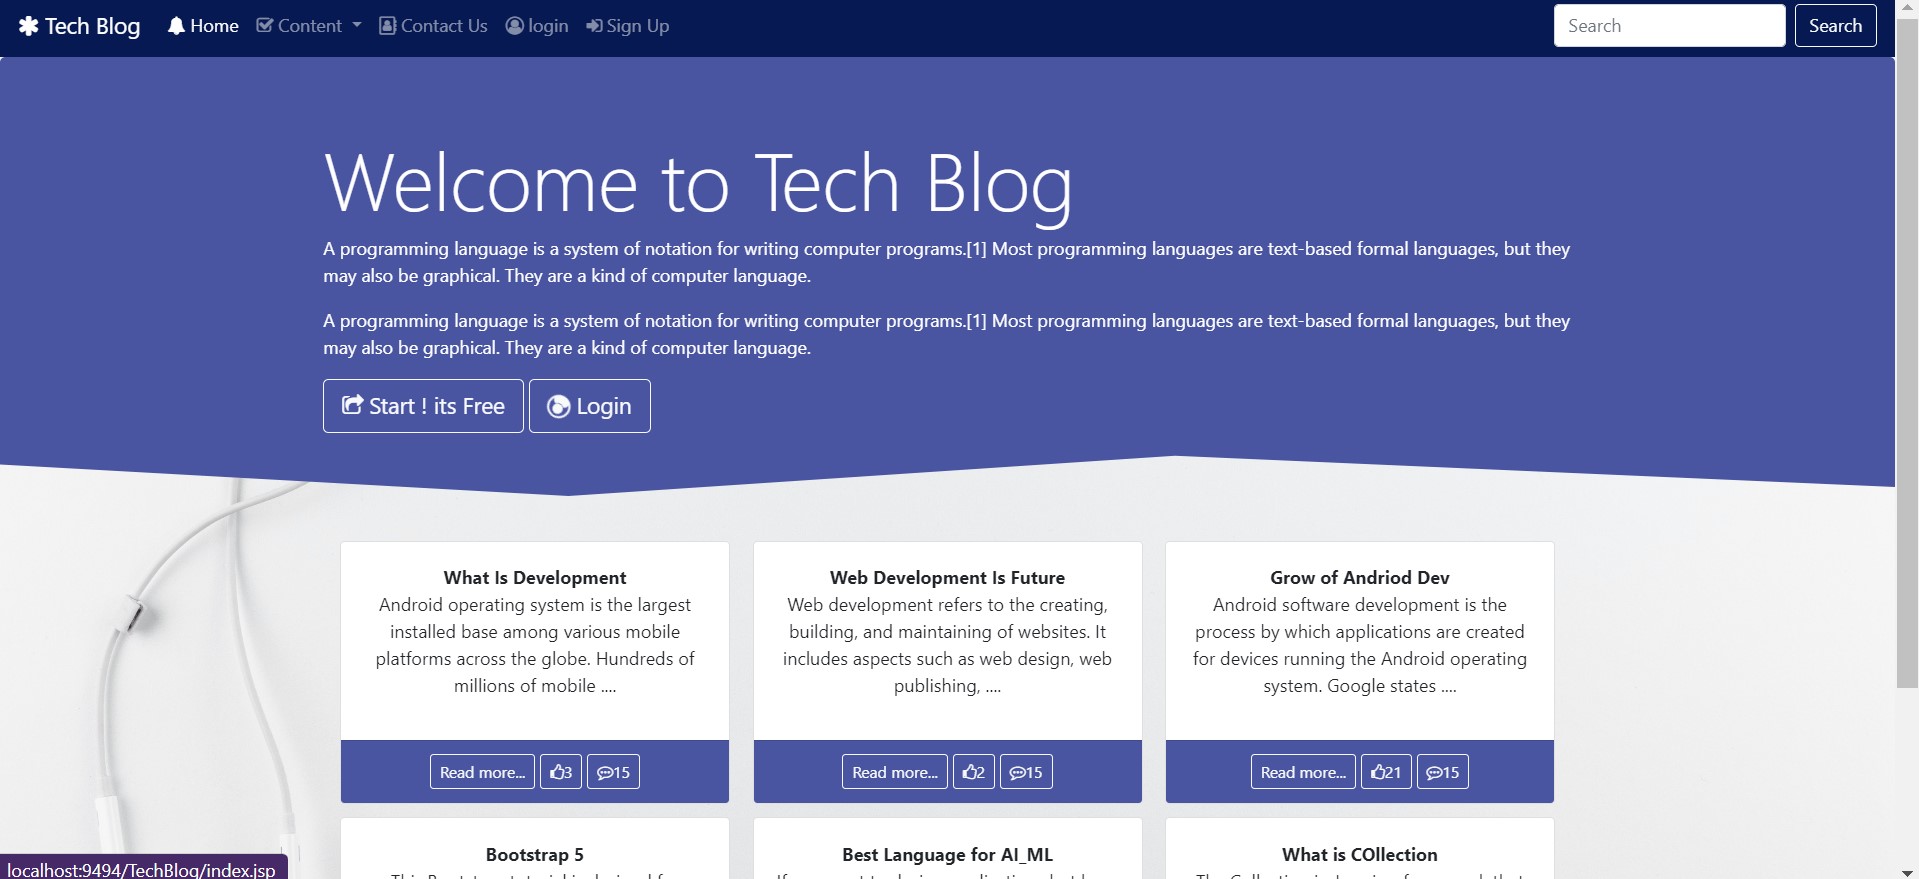 Tech Blog Home Content Contact Us login Sign Up Search Search
Welcome to Tech Blog
A programming language is a system of notation for writing computer programs.[1] Most programming languages are text-based formal languages, but they
may also be graphical. They are a kind of computer language.
A programming language is a system of notation for writing computer programs.[1] Most programming languages are text-based formal languages, but they
may also be graphical. They are a kind of computer language.
Start ! its Free Login
What Is Development
Android operating system is the largest
installed base among various mobile
platforms across the globe. Hundreds of
millions of mobile ....
Read more... 3 15
Web Development Is Future
Web development refers to the creating,
building, and maintaining of websites. It
includes aspects such as web design, web
publishing, ....
Read more... 2 15
Grow of Andriod Dev
Android software development is the
process by which applications are created
for devices running the Android operating
system. Google states ....
Read more... 21 15
Bootstrap 5
Best Language for AI_ML
What is COllection
localhost:9494/TechBlog/index.jsp